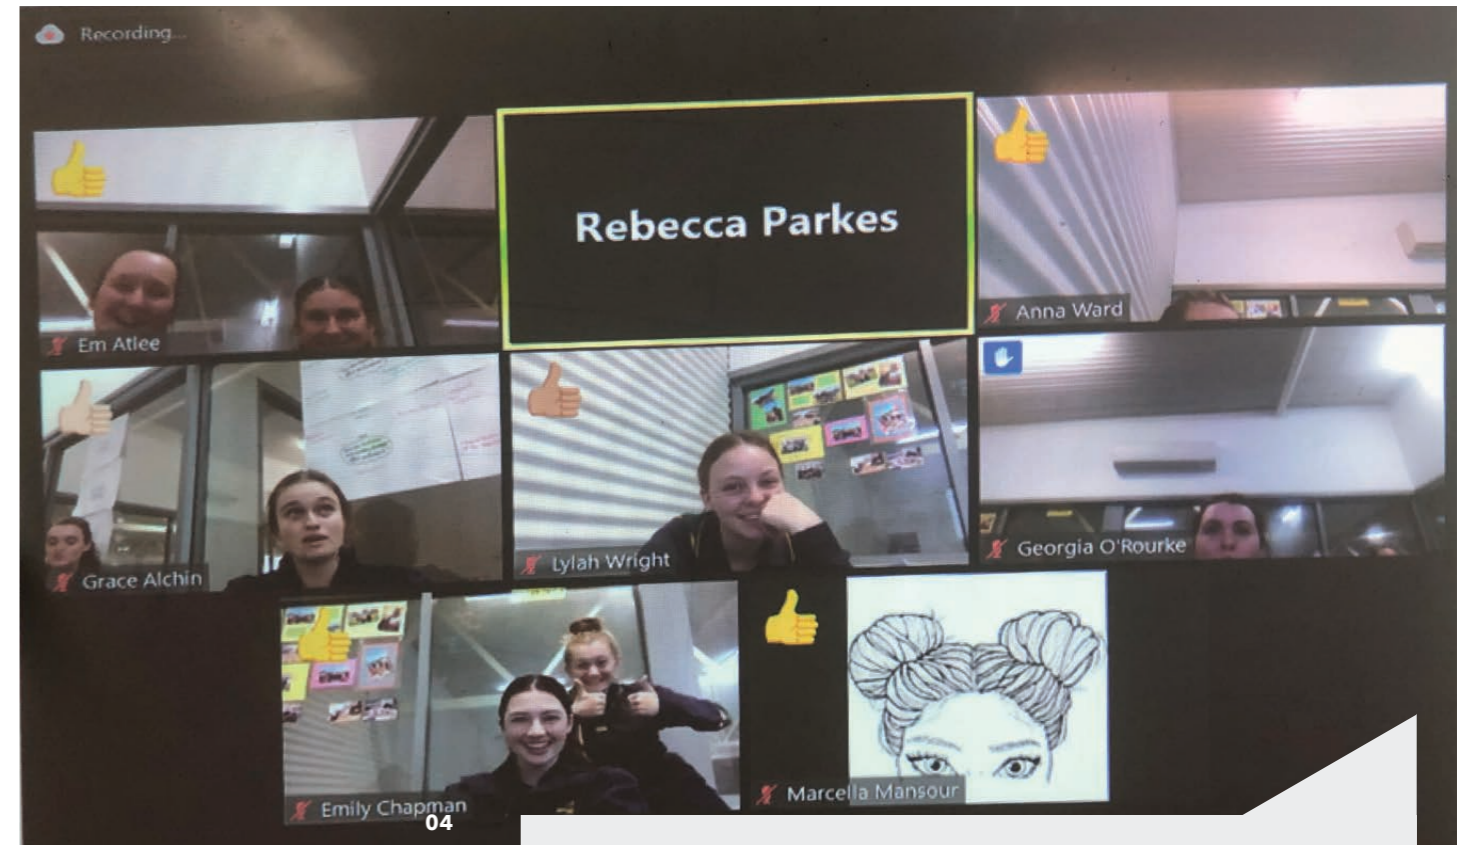 Recording...
Rebecca Parkes
Em Atlee
Anna Ward
Grace Alchin
Lylah Wright
Georgia O'Rourke
Emily Chapman
Marcella Mansour
04